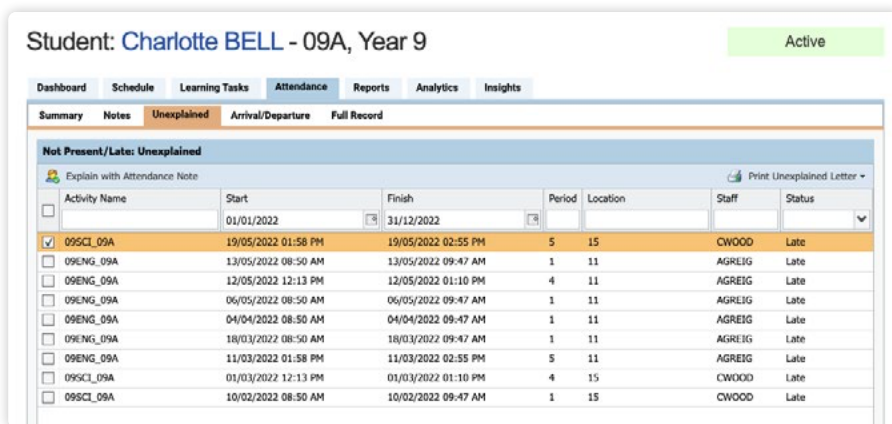 Student: Charlotte BELL - 09A, Year 9
Active
Dashboard Schedule Learning Tasks Attendance Reports Analytics Insights
Summary Notes Unexplained Arrival/Departure Full Record
Not Present/Late: Unexplained
Explain with Attendance Note Print Unexplained Letter
Activity Name Start Finish Period Location Staff Status
01/01/2022 31/12/2022
09SCI_09A 19/05/2022 01:58 PM 19/05/2022 02:55 PM 5 15 CWOOD Late
09ENG_09A 13/05/2022 08:50 AM 13/05/2022 09:47 AM 1 11 AGREIG Late
09ENG_09A 12/05/2022 12:13 PM 12/05/2022 01:10 PM 4 11 AGREIG Late
09ENG_09A 06/05/2022 08:50 AM 06/05/2022 09:47 AM 1 11 AGREIG Late
09ENG_09A 04/04/2022 08:50 AM 04/04/2022 09:47 AM 1 11 AGREIG Late
09ENG_09A 18/03/2022 08:50 AM 18/03/2022 09:47 AM 1 11 AGREIG Late
09ENG_09A 11/03/2022 01:58 PM 11/03/2022 02:55 PM 5 11 AGREIG Late
09SCI_09A 01/03/2022 12:13 PM 01/03/2022 01:10 PM 4 15 CWOOD Late
09SCI_09A 10/02/2022 08:50 AM 10/02/2022 09:47 AM 1 15 CWOOD Late